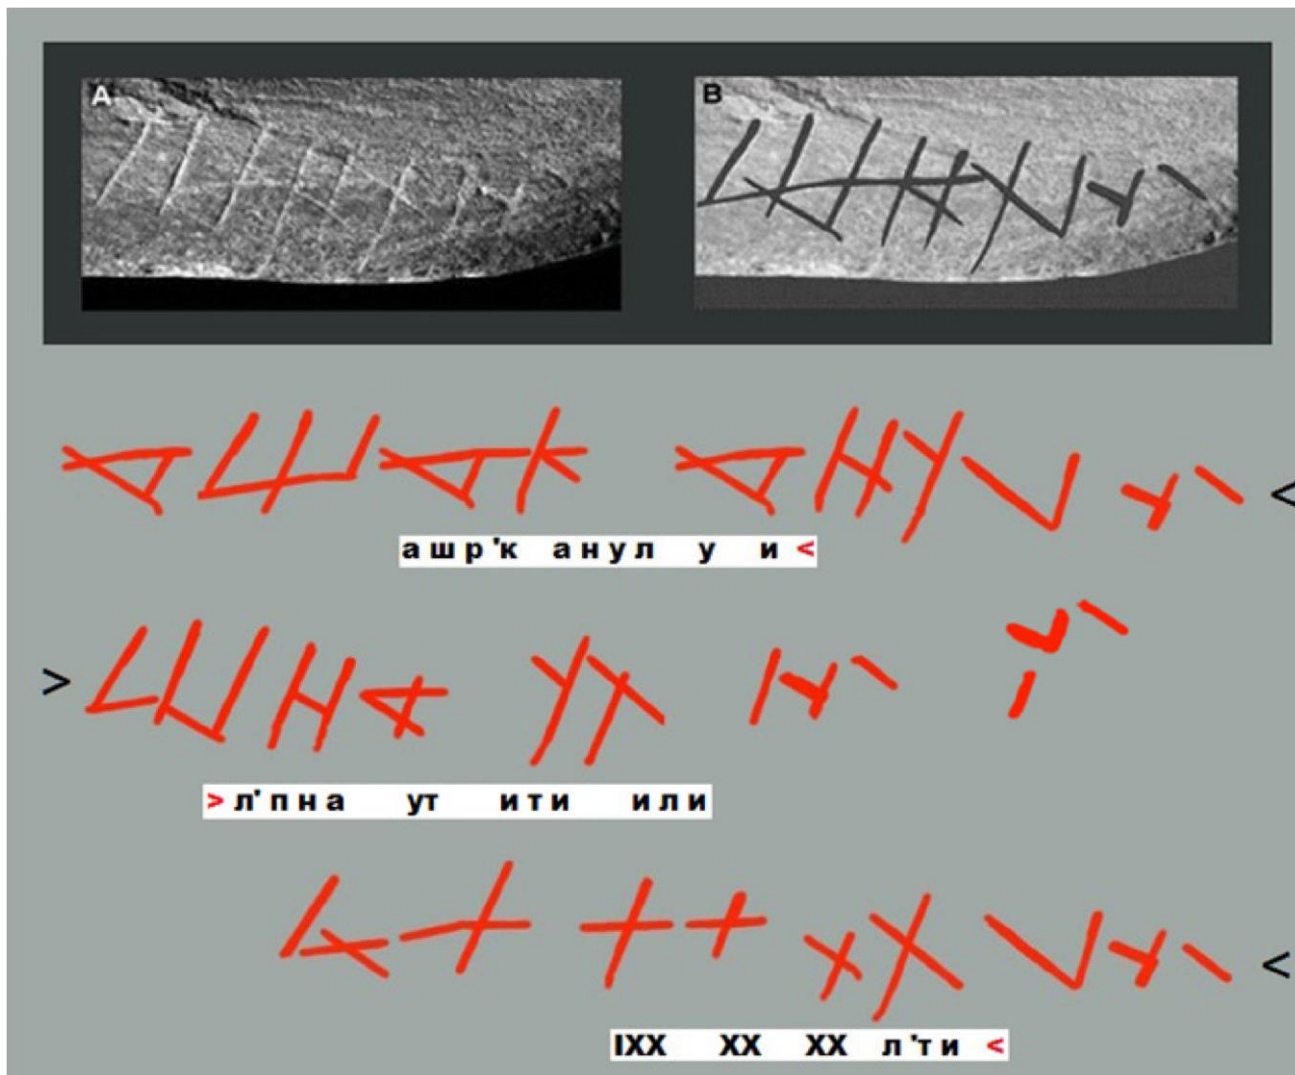 A B
ашр'к анул у и <
> л'пна ут ити или
IXX XX XX л'ти <